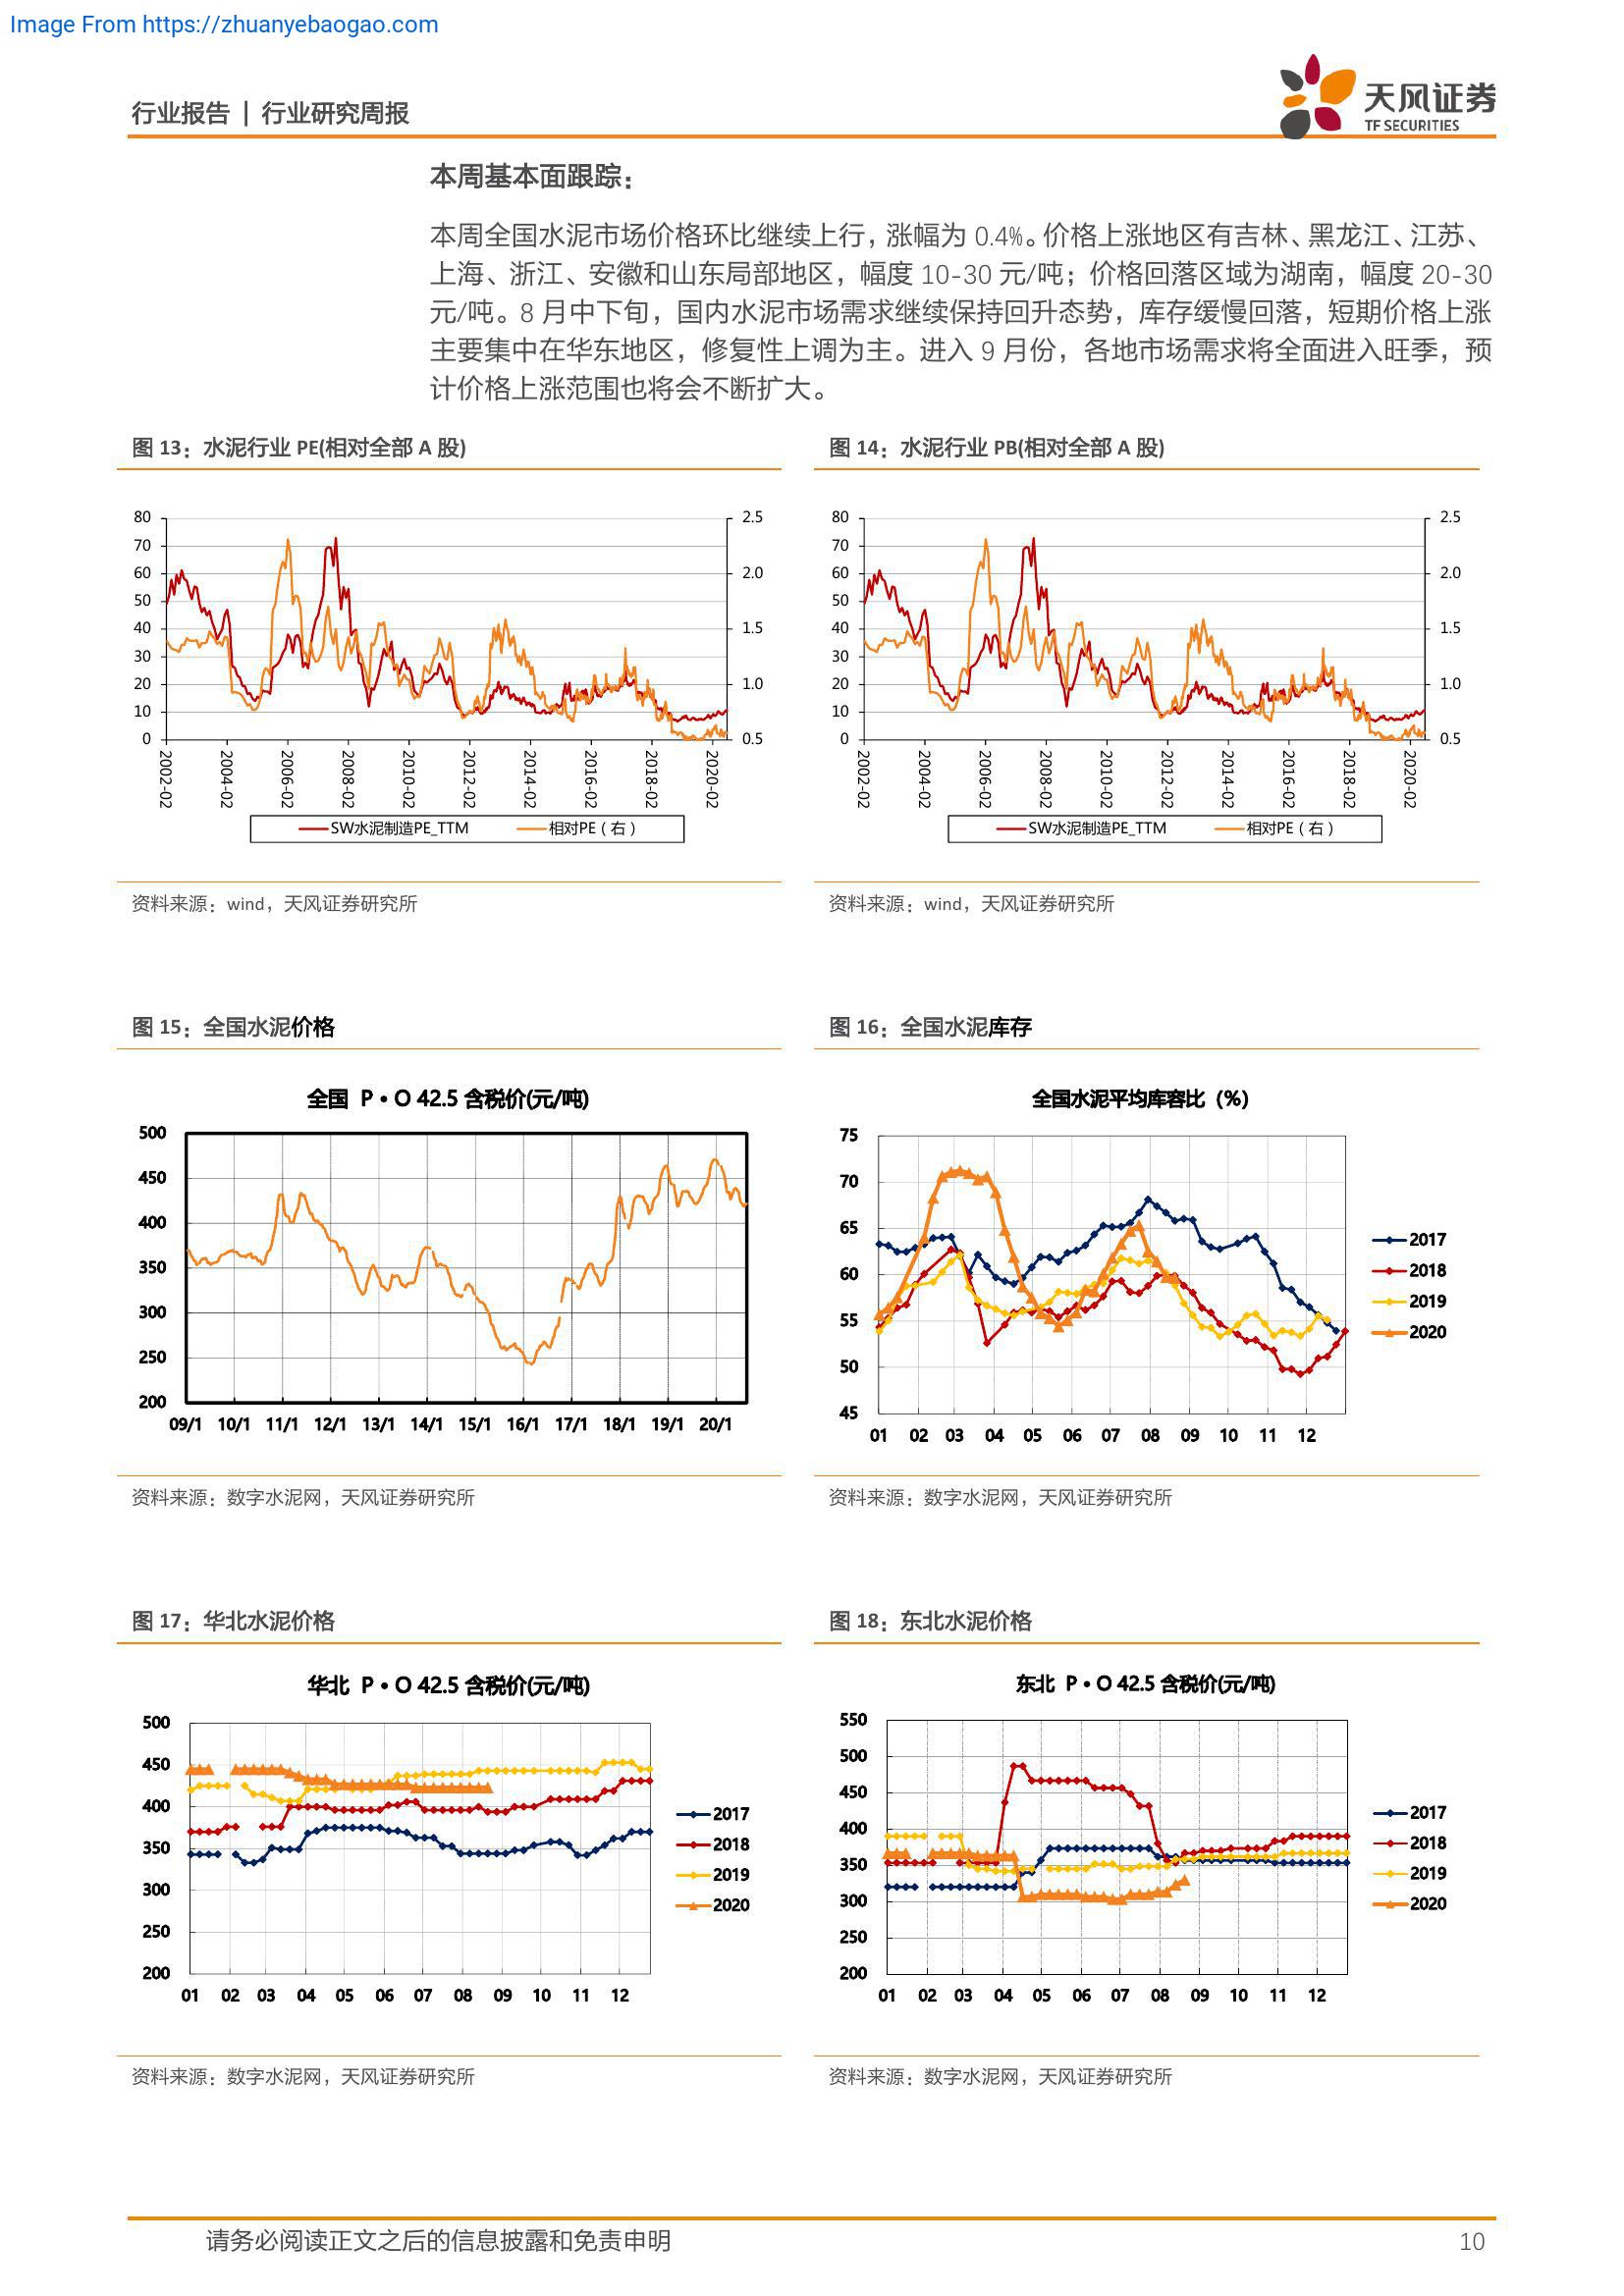 Image From https://zhuanyebaogao.com
行业报告 | 行业研究周报
天风证券
TF SECURITIES
本周基本面跟踪：
本周全国水泥市场价格环比继续上行，涨幅为 0.4%。价格上涨地区有吉林、黑龙江、江苏、
上海、浙江、安徽和山东局部地区，幅度 10-30 元/吨；价格回落区域为湖南，幅度 20-30
元/吨。8 月中下旬，国内水泥市场需求继续保持回升态势，库存缓慢回落，短期价格上涨
主要集中在华东地区，修复性上调为主。进入 9 月份，各地市场需求将全面进入旺季，预
计价格上涨范围也将会不断扩大。
图 13：水泥行业 PE(相对全部 A 股)
80
70
60
50
40
30
20
10
0
2.5
2.0
1.5
1.0
0.5
2002-02
2004-02
2006-02
2008-02
2010-02
2012-02
2014-02
2016-02
2018-02
2020-02
SW水泥制造PE_TTM
相对PE（右）
资料来源：wind，天风证券研究所
图 14：水泥行业 PB(相对全部 A 股)
80
70
60
50
40
30
20
10
0
2.5
2.0
1.5
1.0
0.5
2002-02
2004-02
2006-02
2008-02
2010-02
2012-02
2014-02
2016-02
2018-02
2020-02
SW水泥制造PE_TTM
相对PE（右）
资料来源：wind，天风证券研究所
图 15：全国水泥价格
全国 P·O 42.5 含税价(元/吨)
500
450
400
350
300
250
200
09/1 10/1 11/1 12/1 13/1 14/1 15/1 16/1 17/1 18/1 19/1 20/1
资料来源：数字水泥网，天风证券研究所
图 16：全国水泥库存
全国水泥平均库容比（%）
75
70
65
60
55
50
45
01 02 03 04 05 06 07 08 09 10 11 12
2017
2018
2019
2020
资料来源：数字水泥网，天风证券研究所
图 17：华北水泥价格
华北 P·O 42.5 含税价(元/吨)
500
450
400
350
300
250
200
01 02 03 04 05 06 07 08 09 10 11 12
2017
2018
2019
2020
资料来源：数字水泥网，天风证券研究所
图 18：东北水泥价格
东北 P·O 42.5 含税价(元/吨)
550
500
450
400
350
300
250
200
01 02 03 04 05 06 07 08 09 10 11 12
2017
2018
2019
2020
资料来源：数字水泥网，天风证券研究所
请务必阅读正文之后的信息披露和免责申明
10